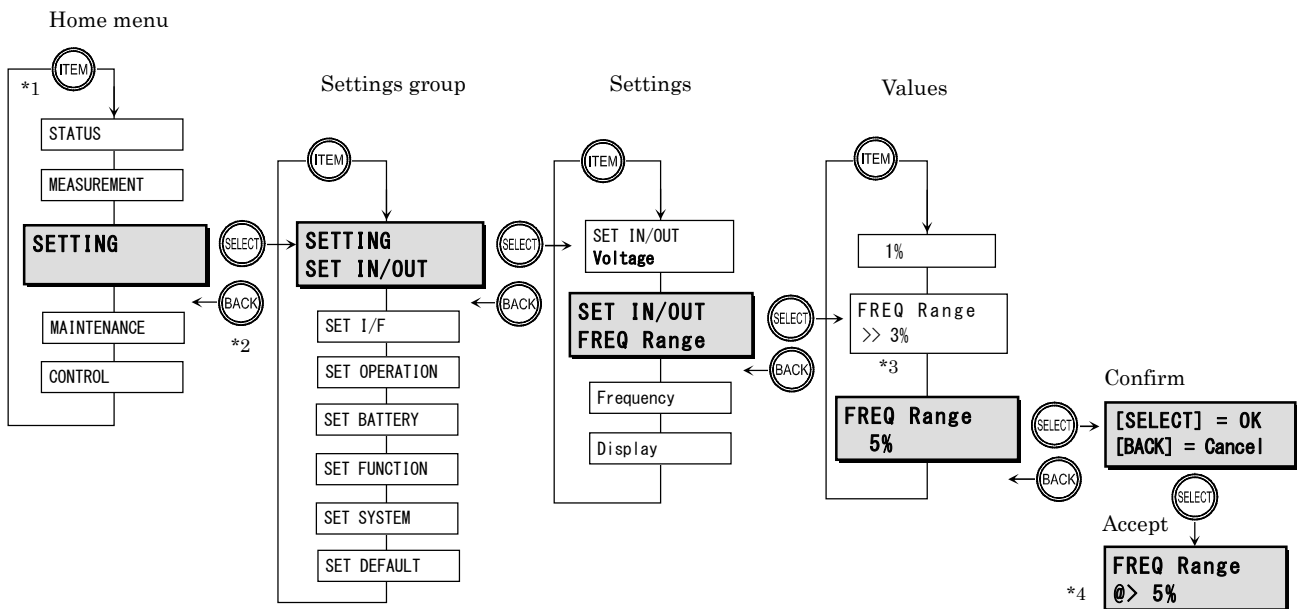 Home menu
ITEM
*1
STATUS
MEASUREMENT
SETTING
SELECT
BACK
*2
MAINTENANCE
CONTROL
Settings group
ITEM
SETTING
SET IN/OUT
SELECT
BACK
SET I/F
SET OPERATION
SET BATTERY
SET FUNCTION
SET SYSTEM
SET DEFAULT
Settings
ITEM
SET IN/OUT
Voltage
SET IN/OUT
FREQ Range
SELECT
BACK
Frequency
Display
Values
ITEM
1%
FREQ Range
>> 3%
*3
FREQ Range
5%
SELECT
BACK
Confirm
[SELECT] = OK
[BACK] = Cancel
SELECT
Accept
FREQ Range
@> 5%
*4